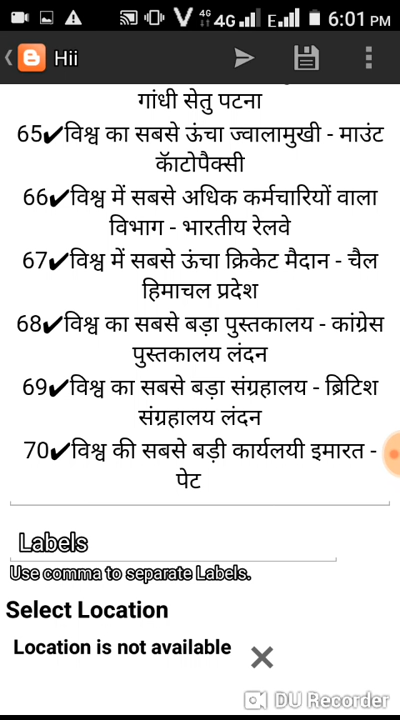 4G 4G E 6:01 PM
Hii
गांधी सेतु पटना
65✔विश्व का सबसे ऊंचा ज्वालामुखी - माउंट
कॅाटोपैक्सी
66✔विश्व में सबसे अधिक कर्मचारियों वाला
विभाग - भारतीय रेलवे
67✔विश्व में सबसे ऊंचा क्रिकेट मैदान - चैल
हिमाचल प्रदेश
68✔विश्व का सबसे बड़ा पुस्तकालय - कांग्रेस
पुस्तकालय लंदन
69✔विश्व का सबसे बड़ा संग्रहालय - ब्रिटिश
संग्रहालय लंदन
70✔विश्व की सबसे बड़ी कार्यलयी इमारत -
पेट
Labels
Use comma to separate Labels.
Select Location
Location is not available
DU Recorder